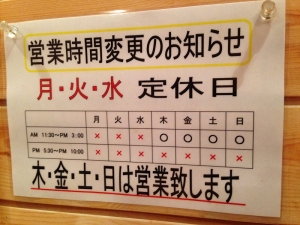 営業時間変更のお知らせ
月・火・水 定休日
月 火 水 木 金 土 日
AM 11:30～PM 2:00 × × × ○ ○ ○ ○
PM 5:30～PM 10:00 × × × × × × ×
木・金・土・日は営業致します